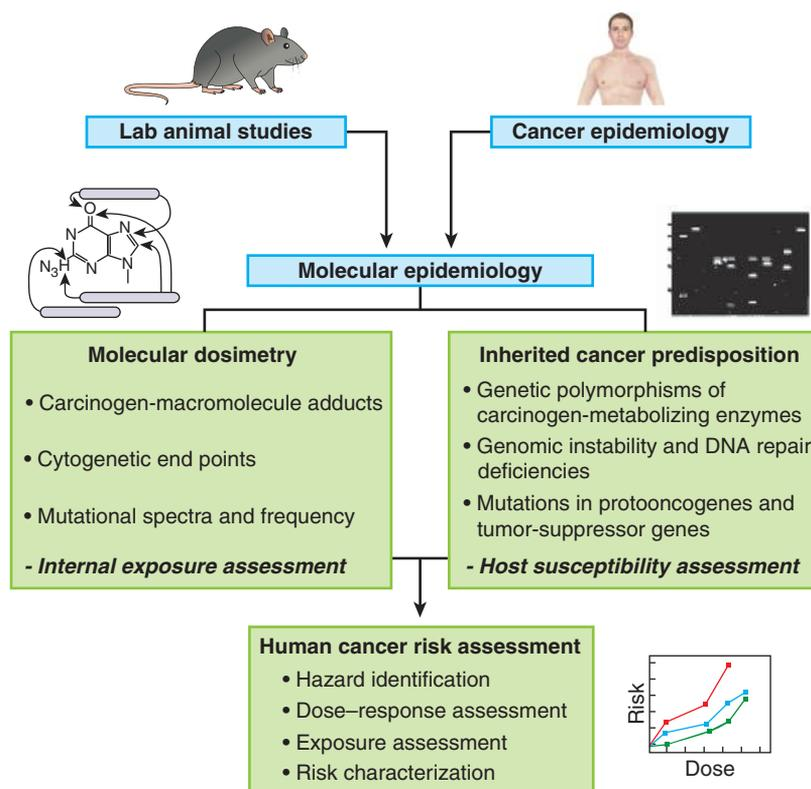 Lab animal studies
Cancer epidemiology
O
N
N
N
N
N₃H
Molecular epidemiology
Molecular dosimetry
• Carcinogen-macromolecule adducts
• Cytogenetic end points
• Mutational spectra and frequency
- Internal exposure assessment
Inherited cancer predisposition
• Genetic polymorphisms of
carcinogen-metabolizing enzymes
• Genomic instability and DNA repair
deficiencies
• Mutations in protooncogenes and
tumor-suppressor genes
- Host susceptibility assessment
Human cancer risk assessment
• Hazard identification
• Dose–response assessment
• Exposure assessment
• Risk characterization
Risk
Dose